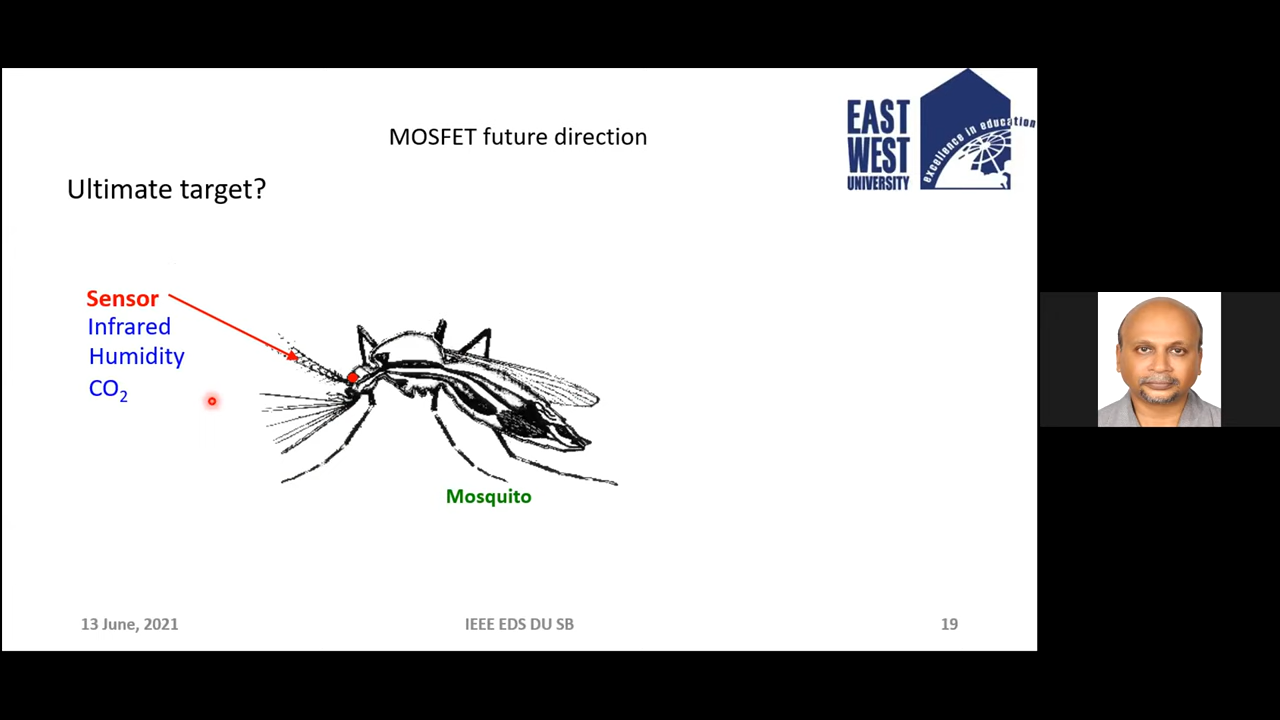 MOSFET future direction
EAST
WEST
UNIVERSITY
excellence in education
Ultimate target?
Sensor
Infrared
Humidity
CO₂
Mosquito
13 June, 2021
IEEE EDS DU SB
19